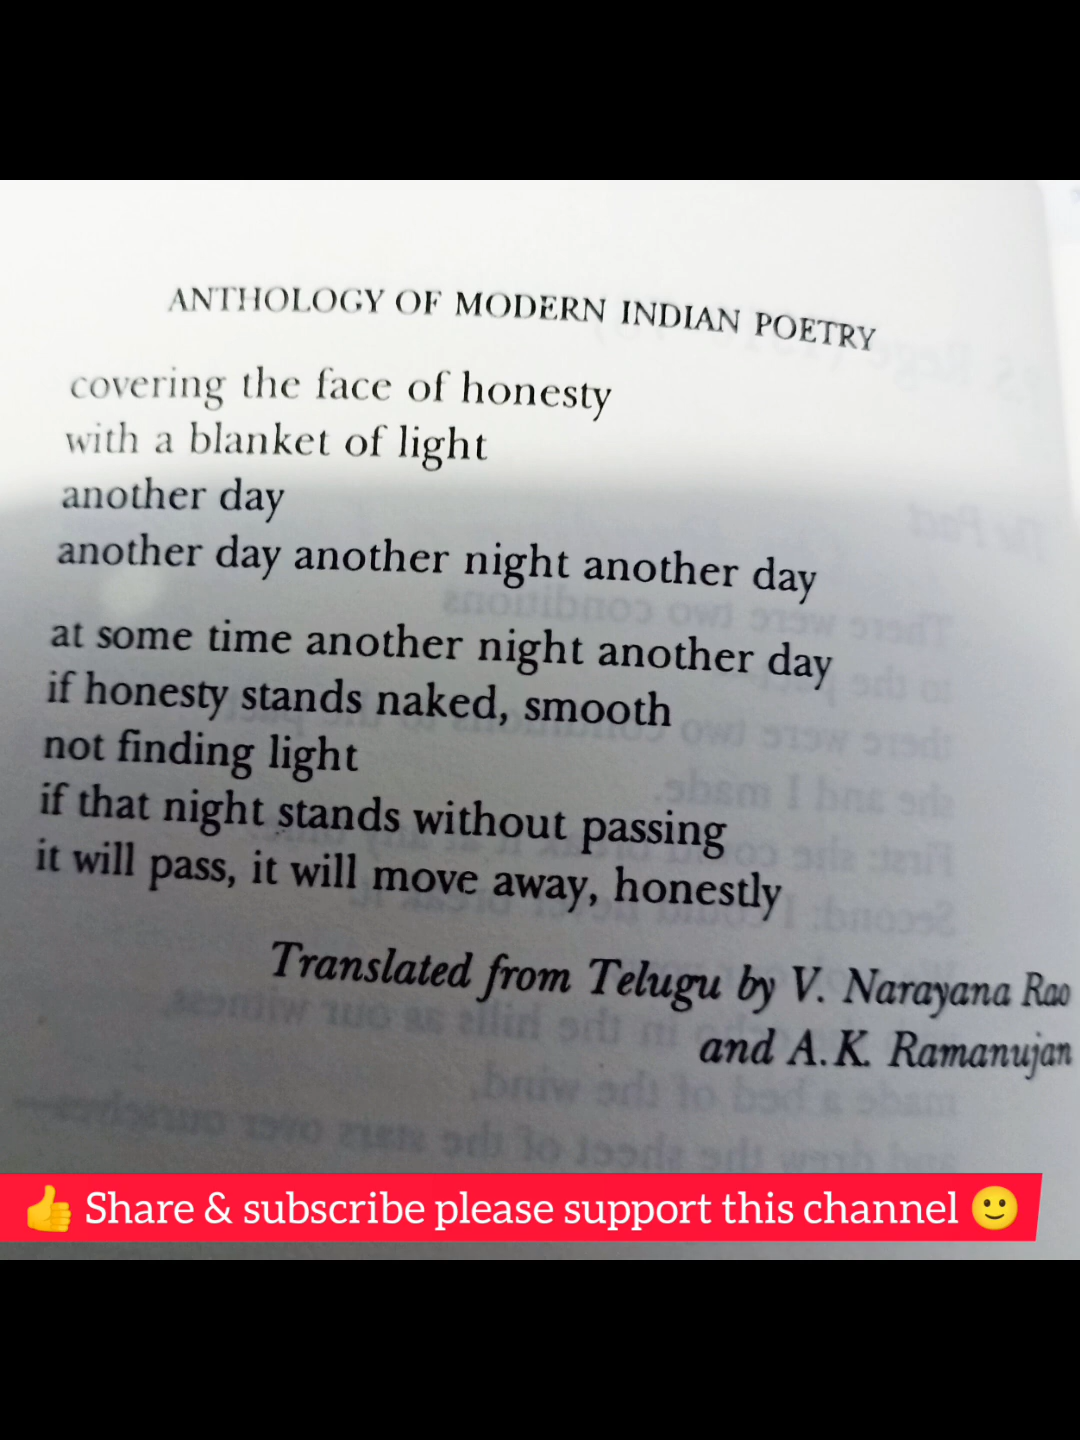 ANTHOLOGY OF MODERN INDIAN POETRY
covering the face of honesty
with a blanket of light
another day
another day another night another day
at some time another night another day
if honesty stands naked, smooth
not finding light
if that night stands without passing
it will pass, it will move away, honestly
Translated from Telugu by V. Narayana Rao
and A.K. Ramanujan
👍 Share & subscribe please support this channel 🙂